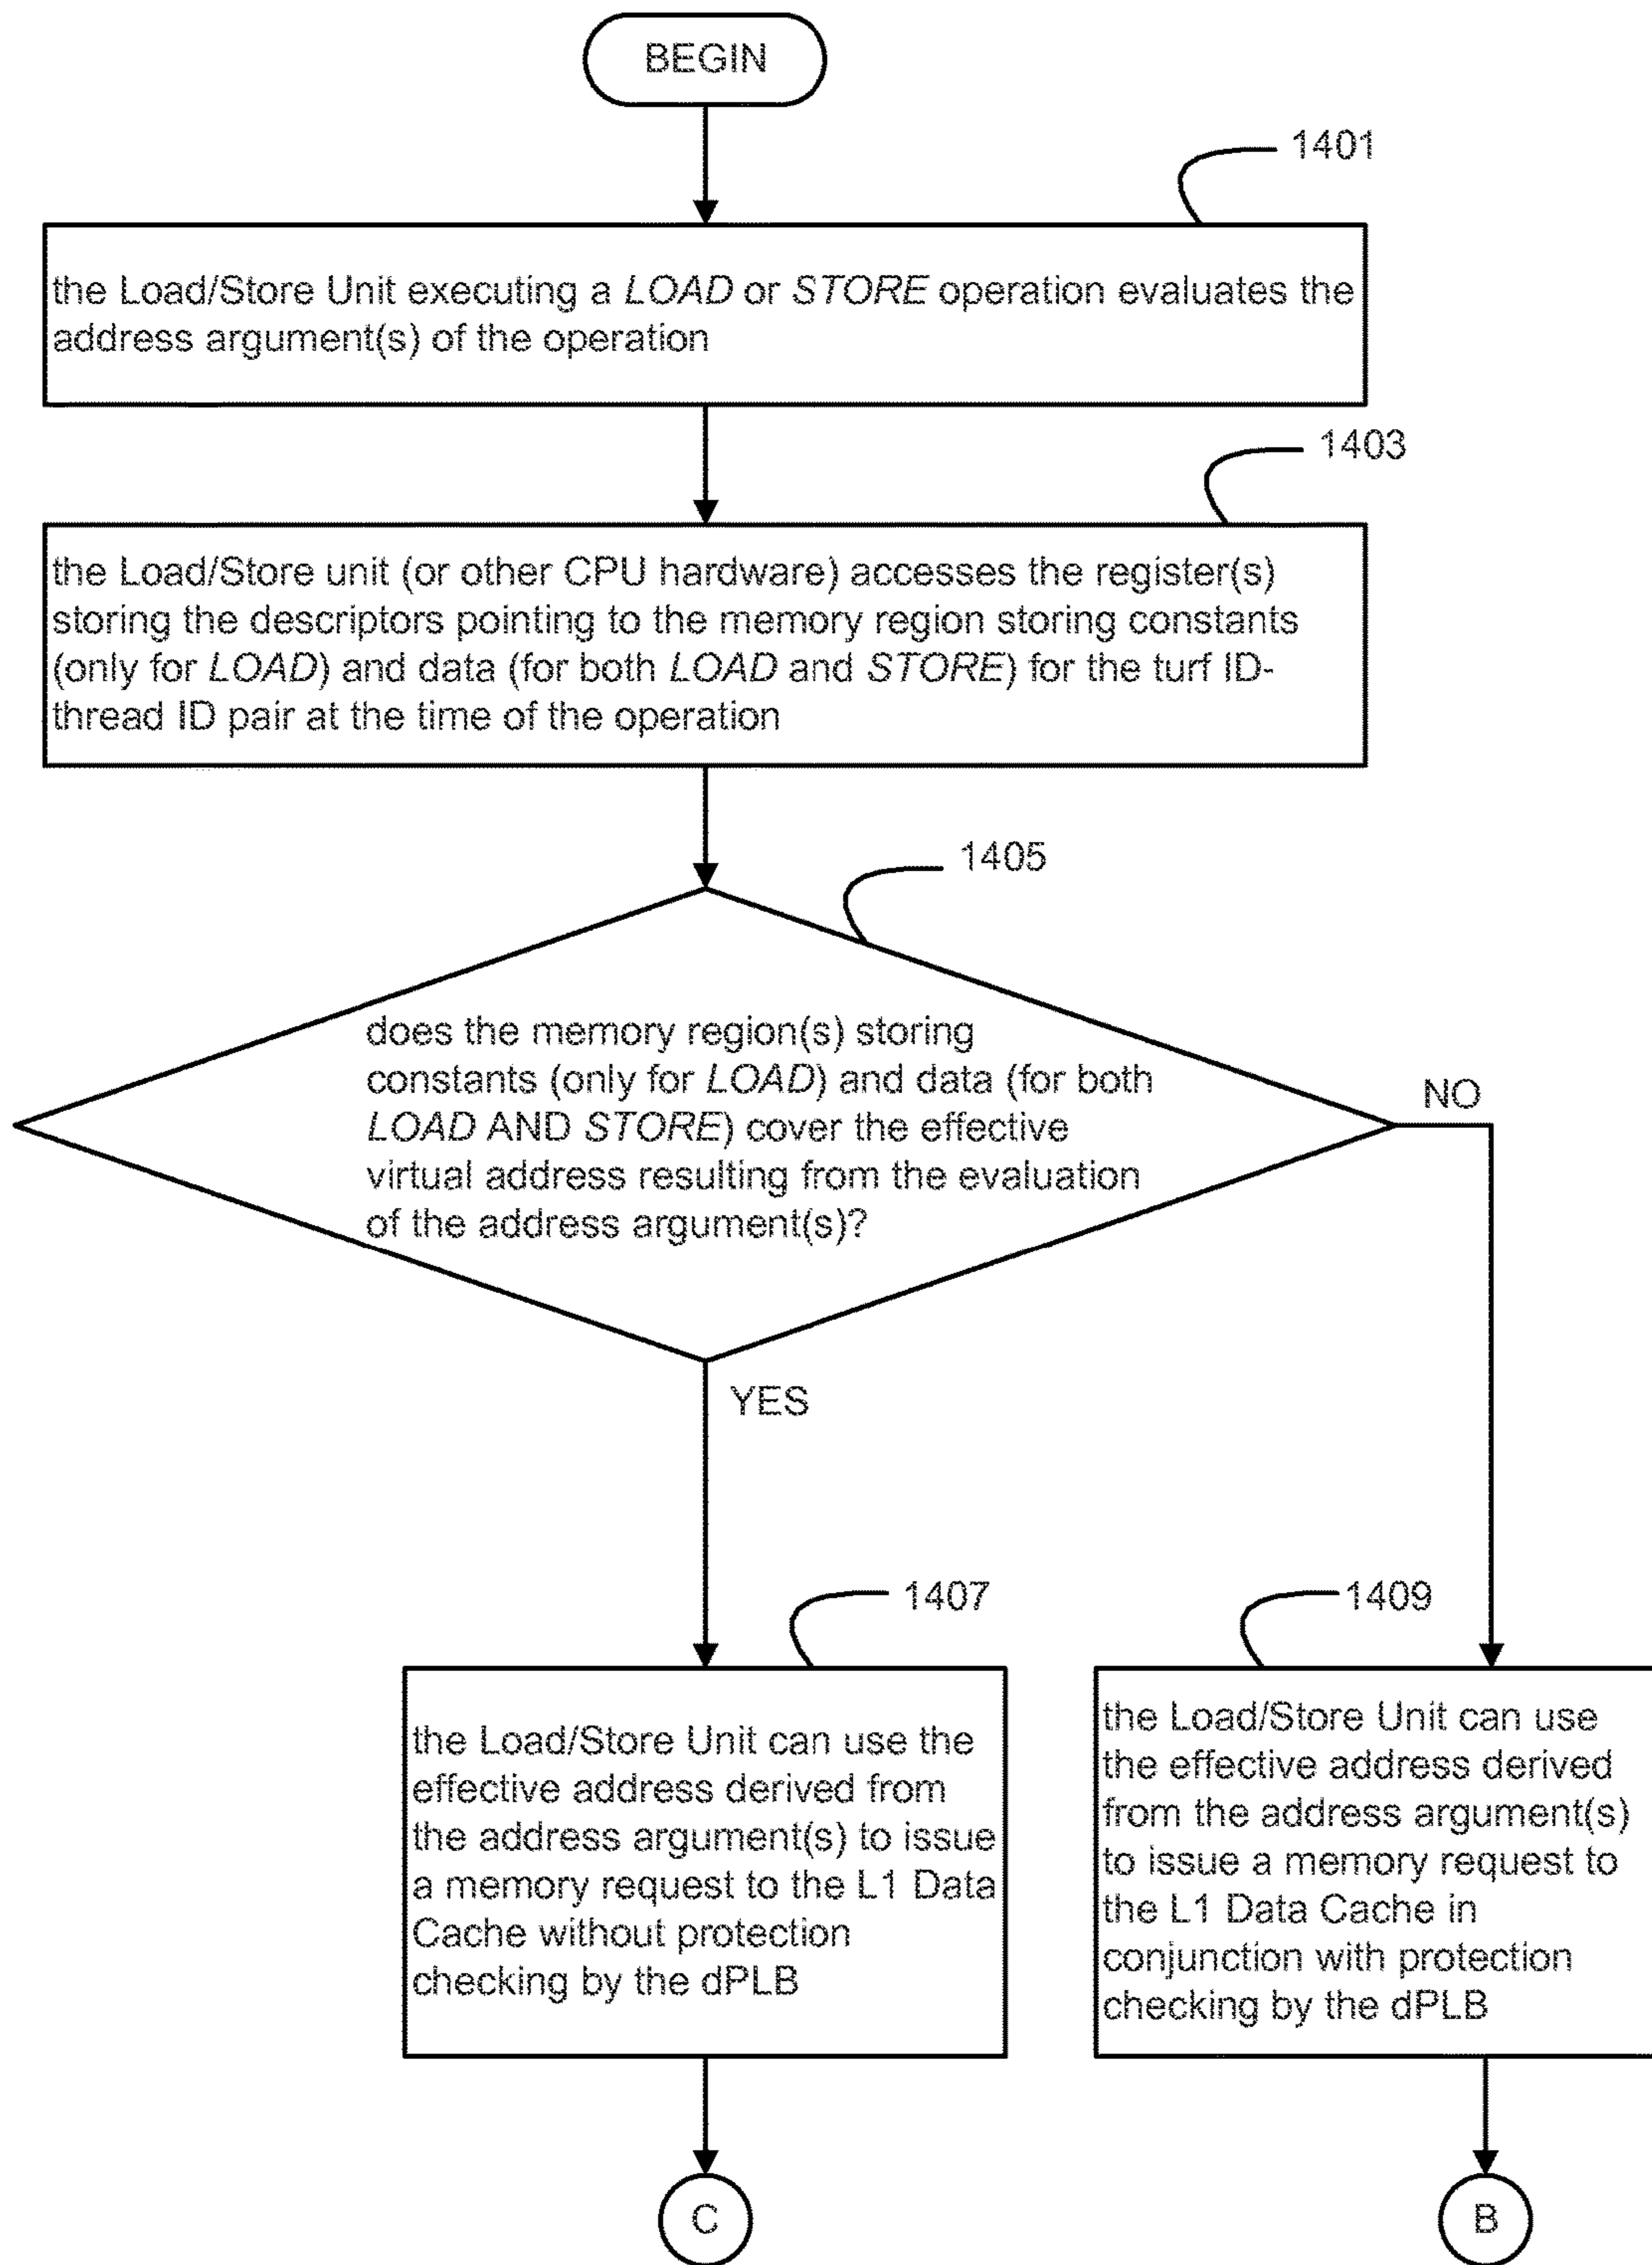 BEGIN
1401
the Load/Store Unit executing a LOAD or STORE operation evaluates the
address argument(s) of the operation
1403
the Load/Store unit (or other CPU hardware) accesses the register(s)
storing the descriptors pointing to the memory region storing constants
(only for LOAD) and data (for both LOAD and STORE) for the turf ID-
thread ID pair at the time of the operation
1405
does the memory region(s) storing
constants (only for LOAD) and data (for both
LOAD AND STORE) cover the effective
virtual address resulting from the evaluation
of the address argument(s)?
NO
YES
1407
the Load/Store Unit can use the
effective address derived from
the address argument(s) to issue
a memory request to the L1 Data
Cache without protection
checking by the dPLB
1409
the Load/Store Unit can use
the effective address derived
from the address argument(s)
to issue a memory request to
the L1 Data Cache in
conjunction with protection
checking by the dPLB
C
B